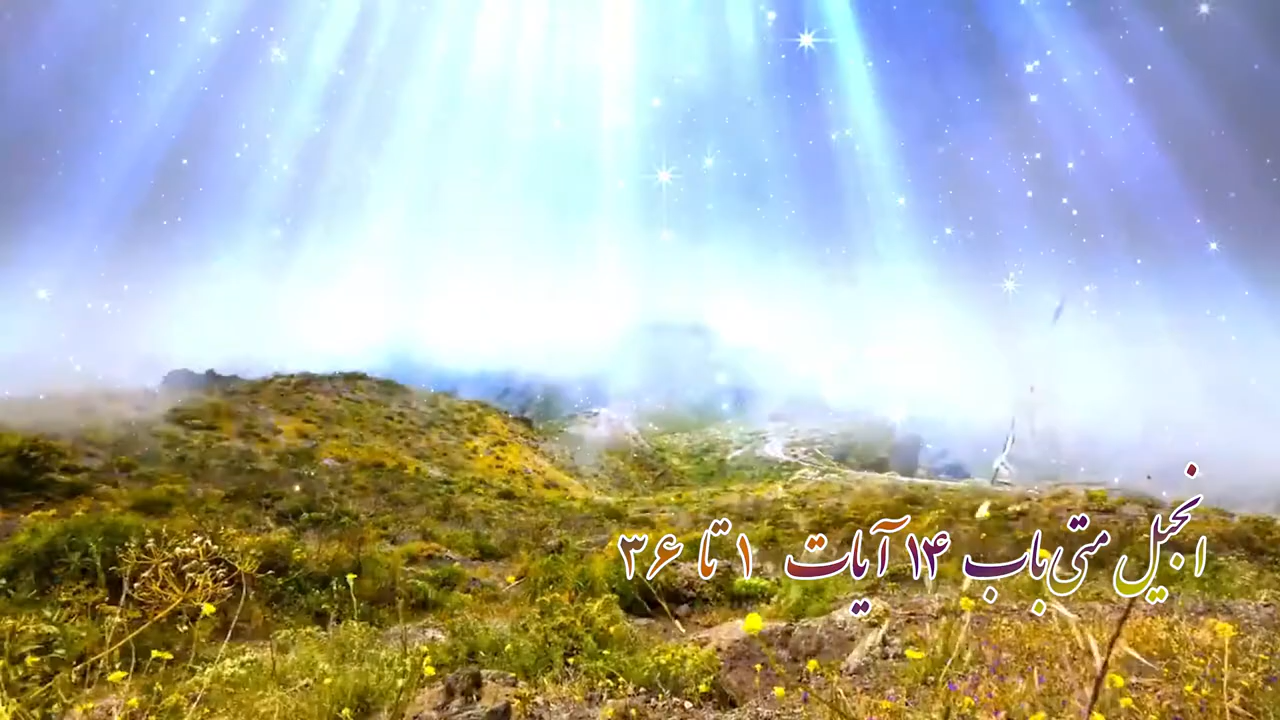 انجیل متی باب ۱۴ آیات ۱ تا ۳۶